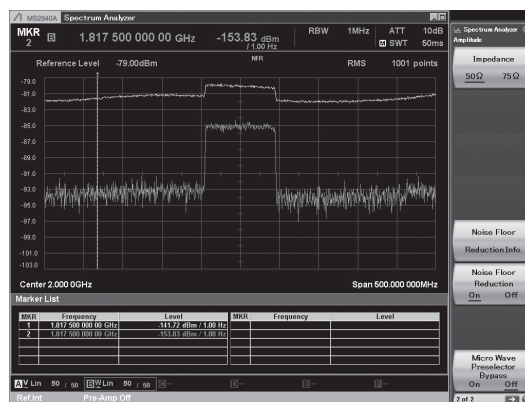 MS2840A Spectrum Analyzer
MKR 2 B 1.817 500 000 00 GHz -153.83 dBm / 1.00 Hz
RBW 1MHz ATT 10dB
SWT 50ms
Reference Level -79.00dBm NFR RMS 1001 points
-79.0
-81.0
-83.0
-85.0
-87.0
-89.0
-91.0
-93.0
-95.0
-97.0
-99.0
-101.0
-103.0
Center 2.000 0GHz Span 500.000 000MHz
Marker List
MKR Frequency Level MKR Frequency Level
1 1.817 500 000 00 GHz -141.72 dBm / 1.00 Hz
2 1.817 500 000 00 GHz -153.83 dBm / 1.00 Hz
A V Lin 50 / 50 B W Lin 50 / 50
Ref.Int Pre-Amp Off
Spectrum Analyzer
Amplitude
Impedance
50Ω 75Ω
Noise Floor
Reduction Info.
Noise Floor
Reduction
On Off
Micro Wave
Preselector
Bypass
On Off
2 of 2